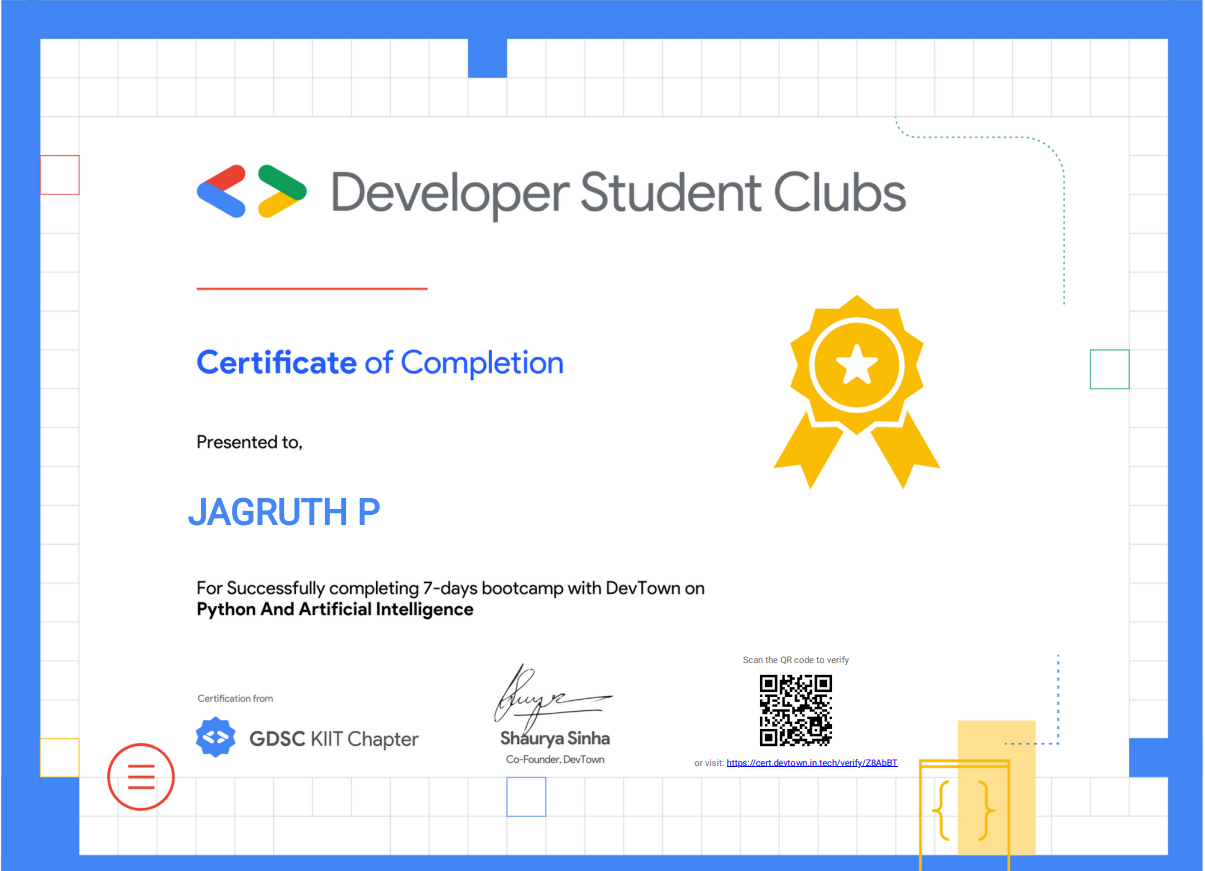 Developer Student Clubs
Certificate of Completion
Presented to,
JAGRUTH P
For Successfully completing 7-days bootcamp with DevTown on
Python And Artificial Intelligence
Scan the QR code to verify
Certification from
GDSC KIIT Chapter
Shaurya Sinha
Co-Founder, DevTown
or visit: https://cert.devtown.in.tech/verify/Z8AbBT
{ }